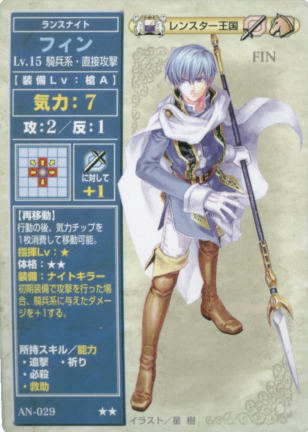 ランスナイト
フィン
Lv.15 騎兵系・直接攻撃
【装備Lv:槍A】
気力:7
攻:2/反:1
に対して
+1
【再移動】
行動の後、気力チップを
1枚消費して移動可能。
指揮Lv:★
体格:★★
装備:ナイトキラー
初期装備で攻撃を行った場
合、騎兵系に与えたダメー
ジを+1する。
所持スキル/能力
・追撃 ・祈り
・必殺
・救助
AN-029 ★★
レンスター王国
FIN
イラスト/星 樹